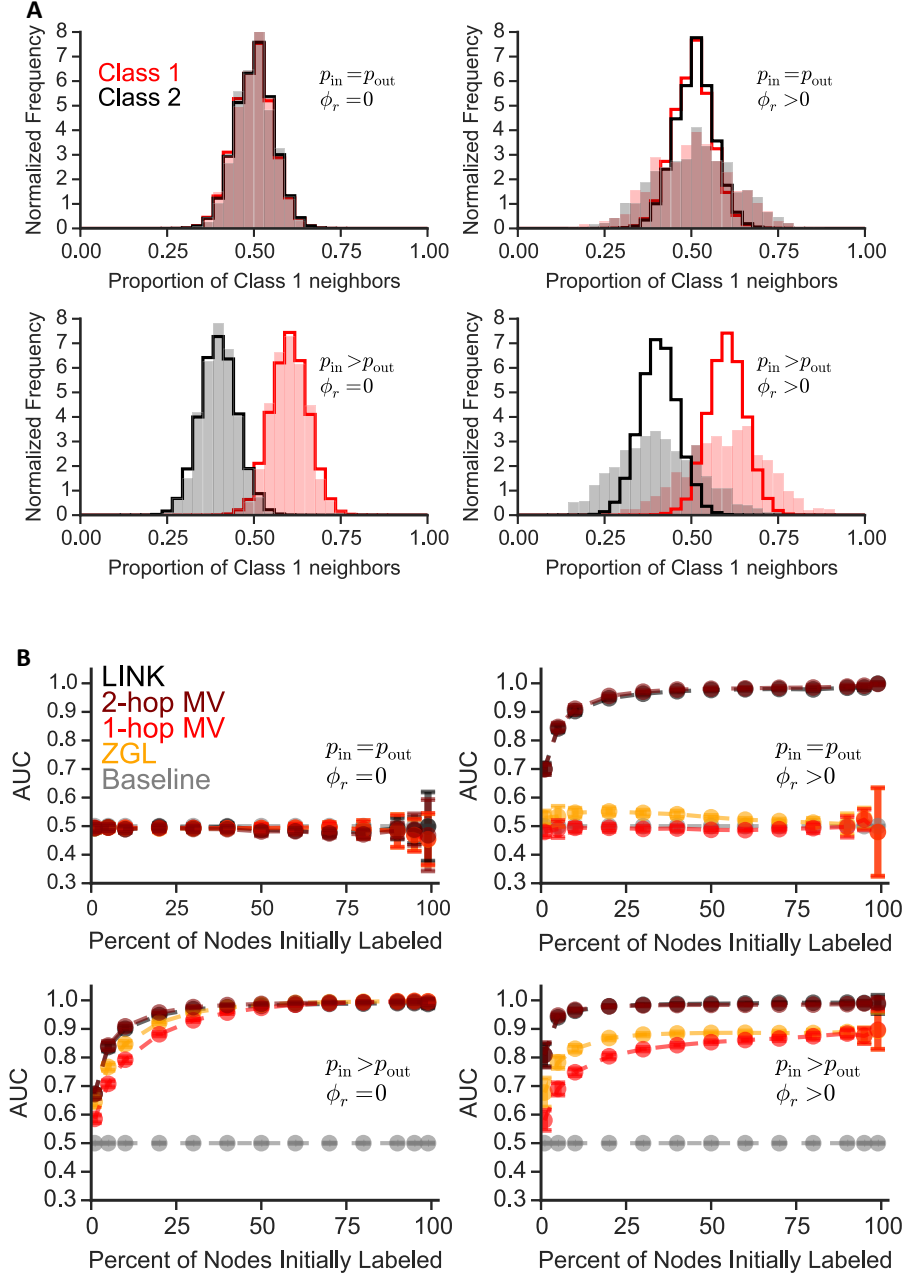 A
Normalized Frequency
8
7
6
5
4
3
2
1
0
Class 1
Class 2
p_in = p_out
ϕ_r = 0
0.00 0.25 0.50 0.75 1.00
Proportion of Class 1 neighbors
Normalized Frequency
8
7
6
5
4
3
2
1
0
p_in = p_out
ϕ_r > 0
0.00 0.25 0.50 0.75 1.00
Proportion of Class 1 neighbors
Normalized Frequency
8
7
6
5
4
3
2
1
0
p_in > p_out
ϕ_r = 0
0.00 0.25 0.50 0.75 1.00
Proportion of Class 1 neighbors
Normalized Frequency
8
7
6
5
4
3
2
1
0
p_in > p_out
ϕ_r > 0
0.00 0.25 0.50 0.75 1.00
Proportion of Class 1 neighbors
B
AUC
1.0
0.9
0.8
0.7
0.6
0.5
0.4
0.3
LINK
2-hop MV
1-hop MV
ZGL
Baseline
p_in = p_out
ϕ_r = 0
0 25 50 75 100
Percent of Nodes Initially Labeled
AUC
1.0
0.9
0.8
0.7
0.6
0.5
0.4
0.3
p_in = p_out
ϕ_r > 0
0 25 50 75 100
Percent of Nodes Initially Labeled
AUC
1.0
0.9
0.8
0.7
0.6
0.5
0.4
0.3
p_in > p_out
ϕ_r = 0
0 25 50 75 100
Percent of Nodes Initially Labeled
AUC
1.0
0.9
0.8
0.7
0.6
0.5
0.4
0.3
p_in > p_out
ϕ_r > 0
0 25 50 75 100
Percent of Nodes Initially Labeled